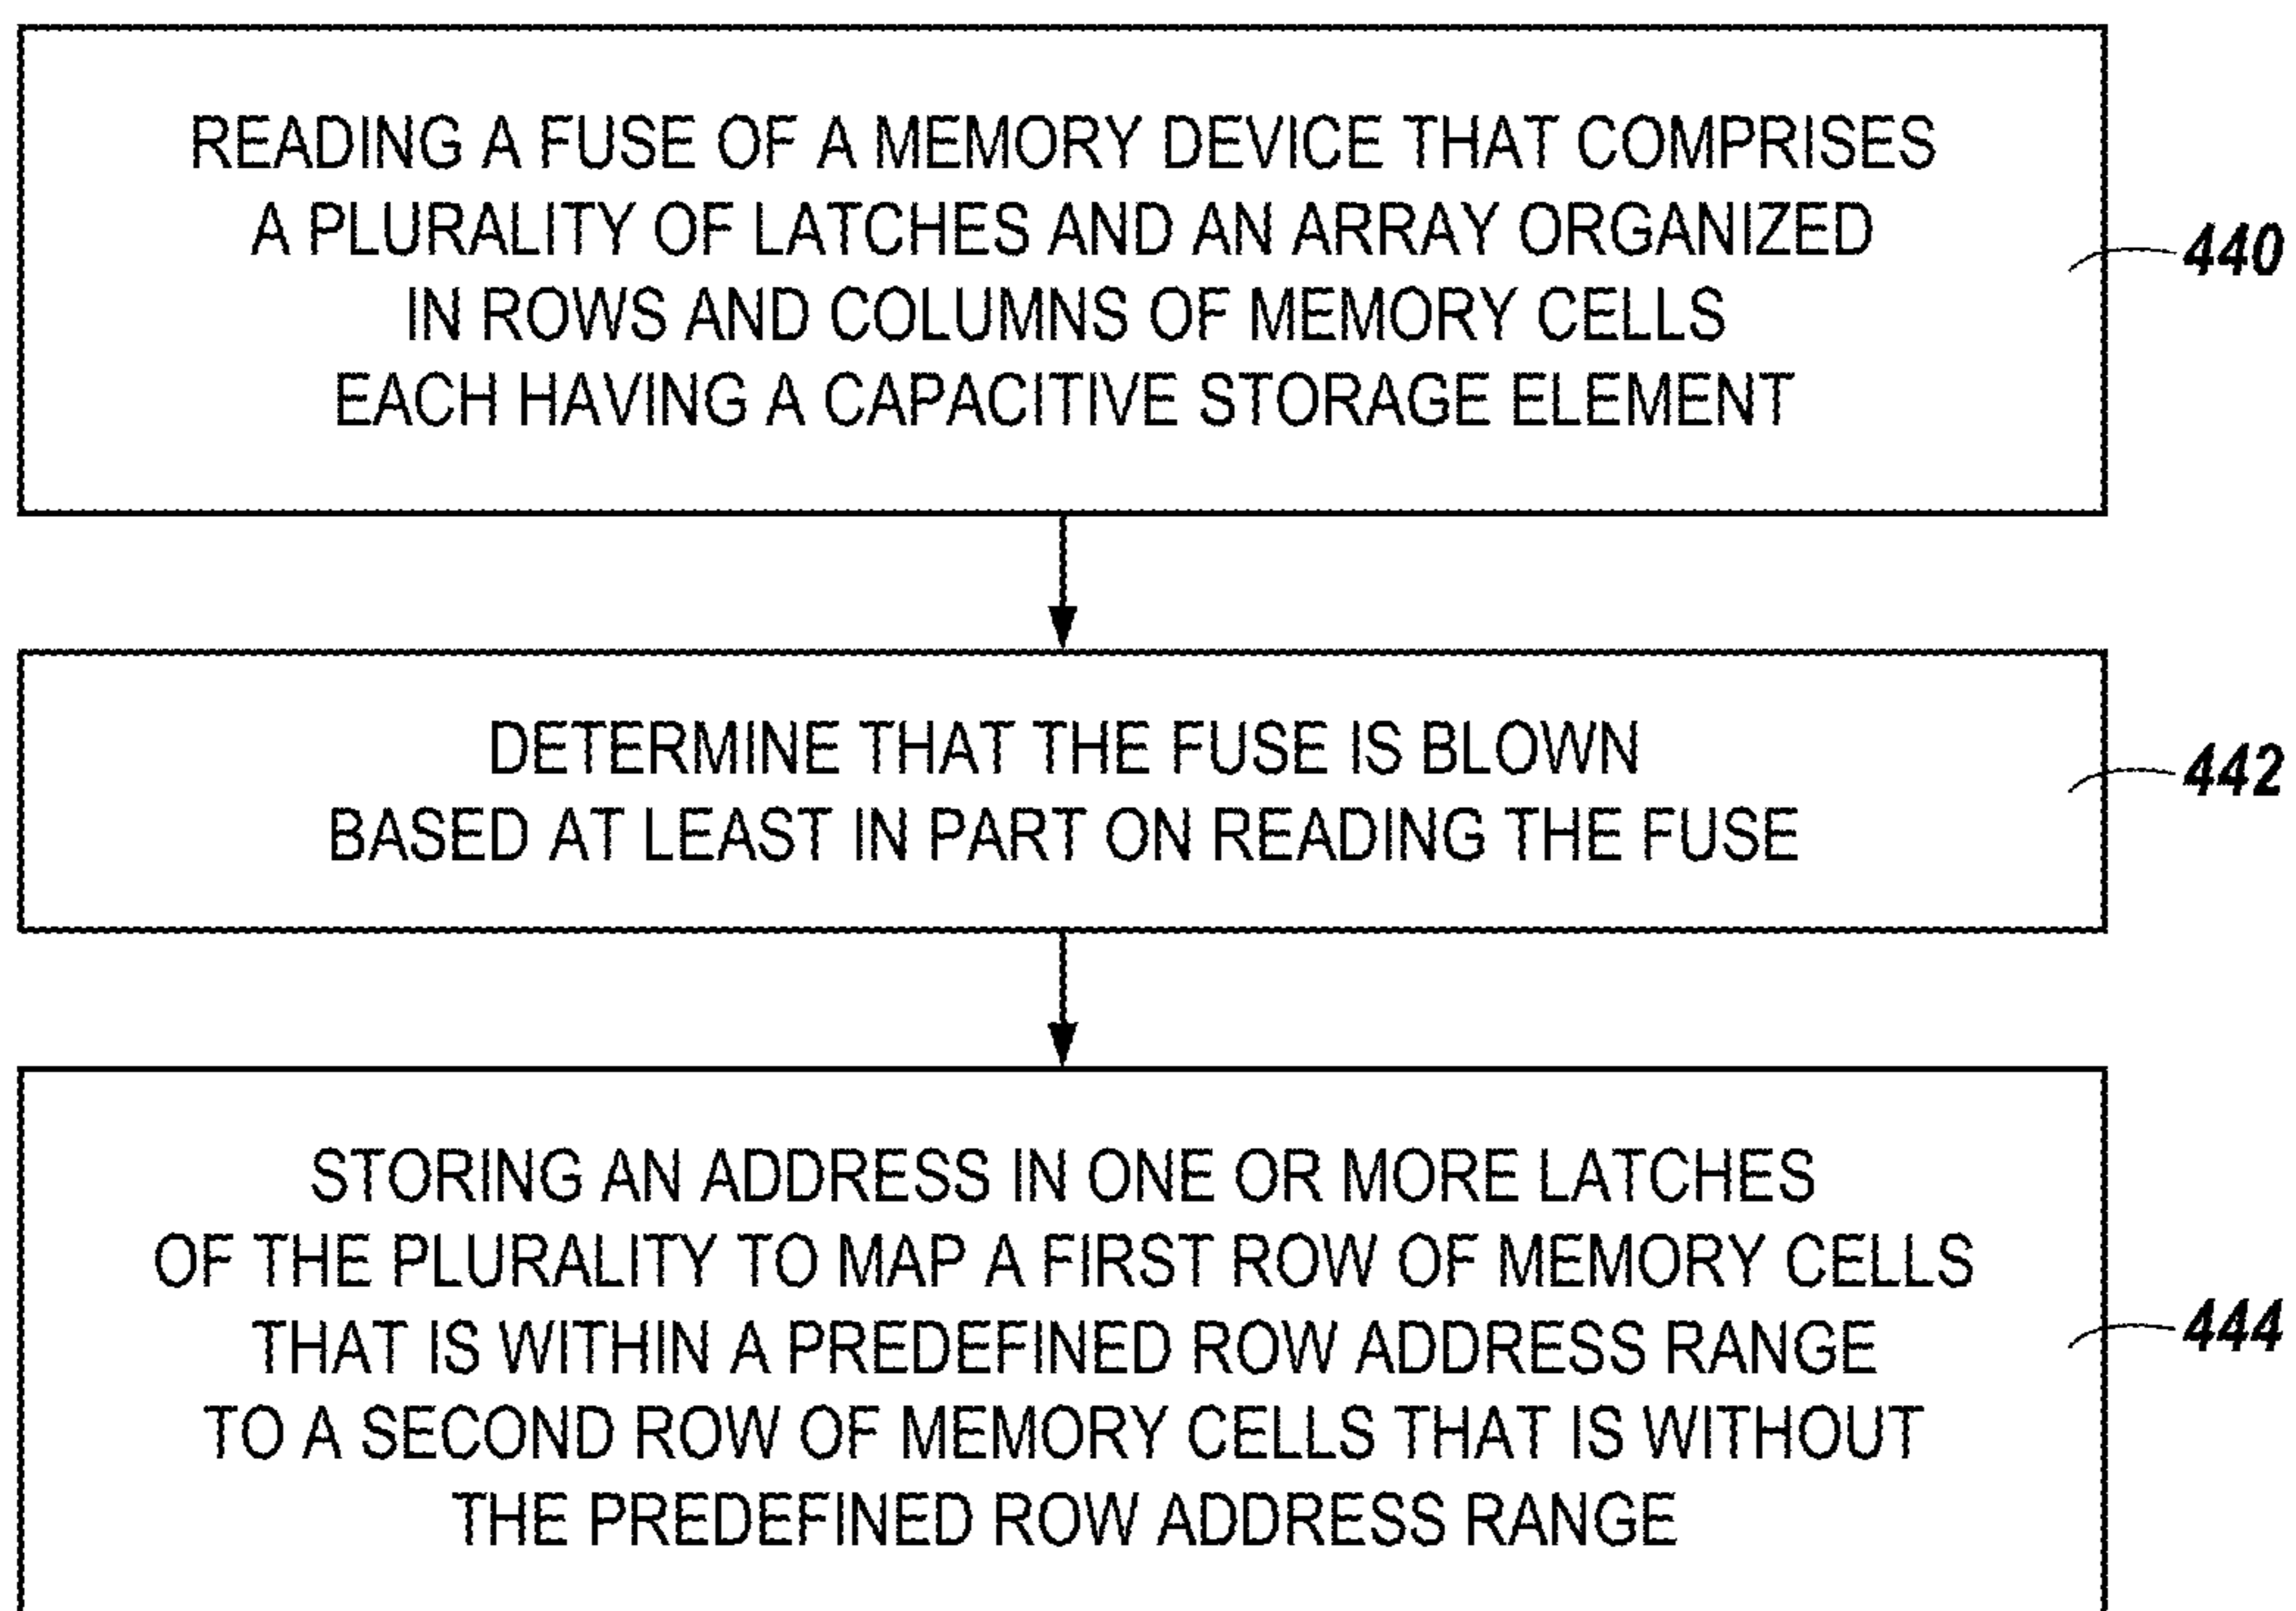 READING A FUSE OF A MEMORY DEVICE THAT COMPRISES
A PLURALITY OF LATCHES AND AN ARRAY ORGANIZED
IN ROWS AND COLUMNS OF MEMORY CELLS
EACH HAVING A CAPACITIVE STORAGE ELEMENT
440
DETERMINE THAT THE FUSE IS BLOWN
BASED AT LEAST IN PART ON READING THE FUSE
442
STORING AN ADDRESS IN ONE OR MORE LATCHES
OF THE PLURALITY TO MAP A FIRST ROW OF MEMORY CELLS
THAT IS WITHIN A PREDEFINED ROW ADDRESS RANGE
TO A SECOND ROW OF MEMORY CELLS THAT IS WITHOUT
THE PREDEFINED ROW ADDRESS RANGE
444